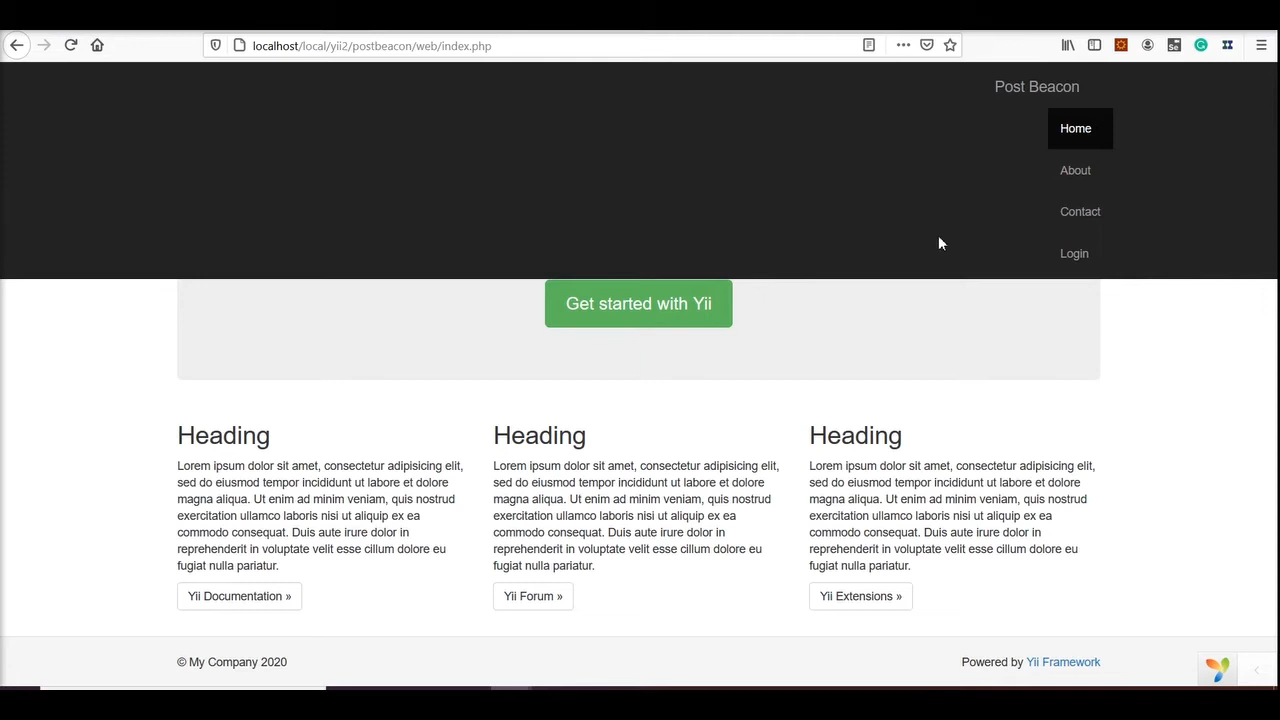 localhost/local/yii2/postbeacon/web/index.php
Post Beacon
Home
About
Contact
Login
Get started with Yii
Heading
Lorem ipsum dolor sit amet, consectetur adipisicing elit,
sed do eiusmod tempor incididunt ut labore et dolore
magna aliqua. Ut enim ad minim veniam, quis nostrud
exercitation ullamco laboris nisi ut aliquip ex ea
commodo consequat. Duis aute irure dolor in
reprehenderit in voluptate velit esse cillum dolore eu
fugiat nulla pariatur.
Yii Documentation »
Heading
Lorem ipsum dolor sit amet, consectetur adipisicing elit,
sed do eiusmod tempor incididunt ut labore et dolore
magna aliqua. Ut enim ad minim veniam, quis nostrud
exercitation ullamco laboris nisi ut aliquip ex ea
commodo consequat. Duis aute irure dolor in
reprehenderit in voluptate velit esse cillum dolore eu
fugiat nulla pariatur.
Yii Forum »
Heading
Lorem ipsum dolor sit amet, consectetur adipisicing elit,
sed do eiusmod tempor incididunt ut labore et dolore
magna aliqua. Ut enim ad minim veniam, quis nostrud
exercitation ullamco laboris nisi ut aliquip ex ea
commodo consequat. Duis aute irure dolor in
reprehenderit in voluptate velit esse cillum dolore eu
fugiat nulla pariatur.
Yii Extensions »
© My Company 2020
Powered by Yii Framework